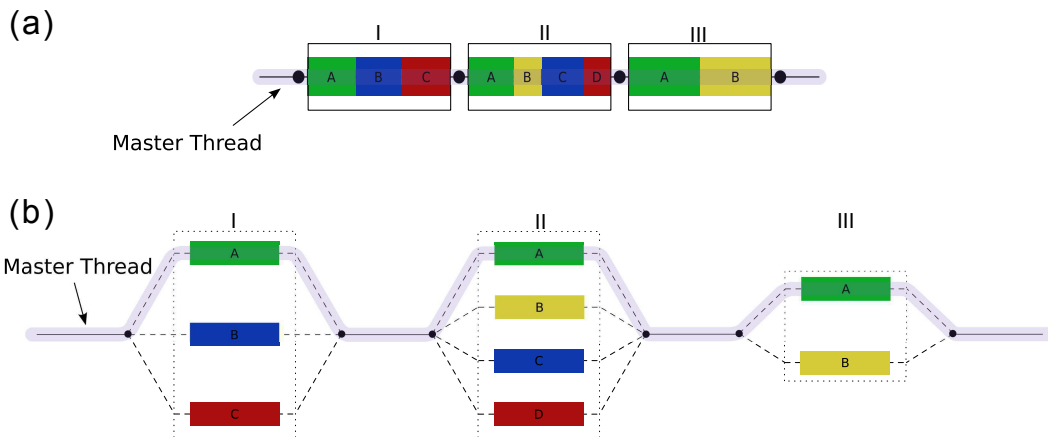 (a)
I II III
A B C A B C D A B
Master Thread
(b)
I II III
A A
Master Thread
A
B
B
C
B
C D